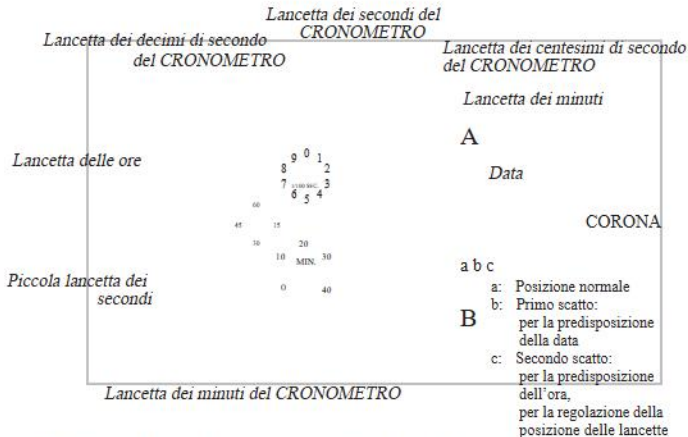 Lancetta dei secondi del
CRONOMETRO
Lancetta dei decimi di secondo
del CRONOMETRO
Lancetta dei centesimi di secondo
del CRONOMETRO
Lancetta dei minuti
A
Lancetta delle ore
Data
9 0 1
8 2
7 3
6 5 4
60
45 15
30
CORONA
20
10 MIN. 30
0 40
a b c
Piccola lancetta dei
secondi
a: Posizione normale
B
b: Primo scatto:
per la predisposizione
della data
c: Secondo scatto:
per la predisposizione
dell'ora,
per la regolazione della
posizione delle lancette
Lancetta dei minuti del CRONOMETRO